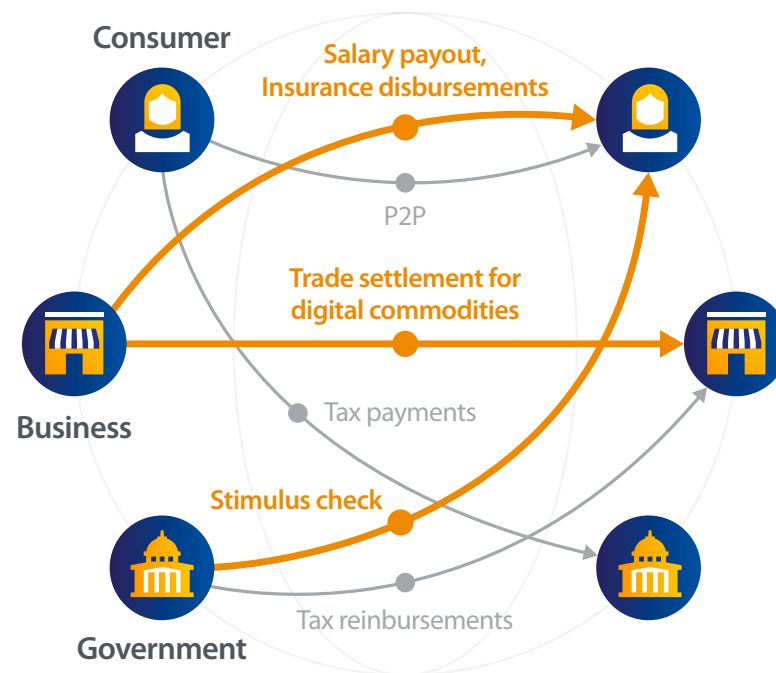 Consumer
Salary payout,
Insurance disbursements
P2P
Trade settlement for
digital commodities
Tax payments
Business
Stimulus check
Tax reinbursements
Government